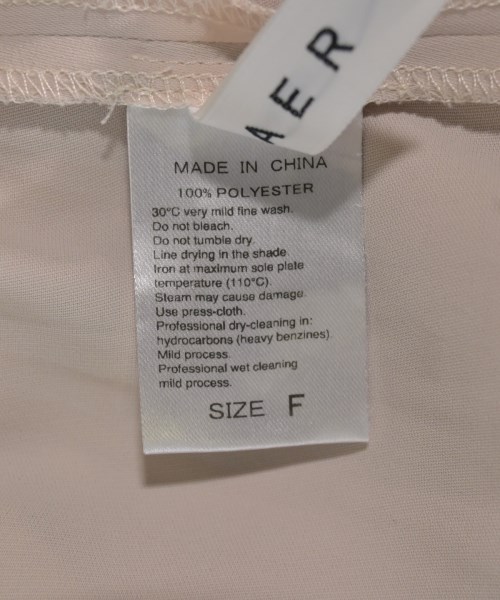 AER
MADE IN CHINA
100% POLYESTER
30°C very mild fine wash.
Do not bleach.
Do not tumble dry.
Line drying in the shade.
Iron at maximum sole plate
temperature (110°C).
Steam may cause damage.
Use press-cloth.
Professional dry-cleaning in:
hydrocarbons (heavy benzines).
Mild process.
Professional wet cleaning
mild process.
SIZE F